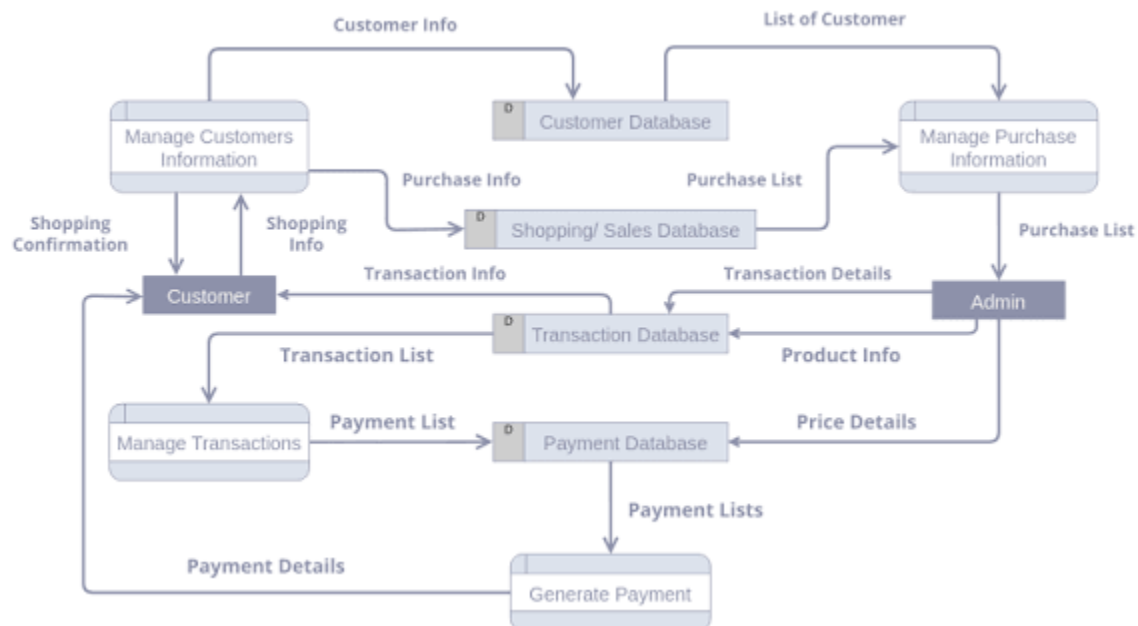 Customer Info
List of Customer
D
Customer Database
Manage Customers
Information
Manage Purchase
Information
Purchase Info
Purchase List
Shopping
Confirmation
Shopping
Info
D
Shopping/ Sales Database
Purchase List
Transaction Info
Transaction Details
Customer
Admin
D
Transaction Database
Transaction List
Product Info
Manage Transactions
Payment List
D
Payment Database
Price Details
Payment Lists
Payment Details
Generate Payment